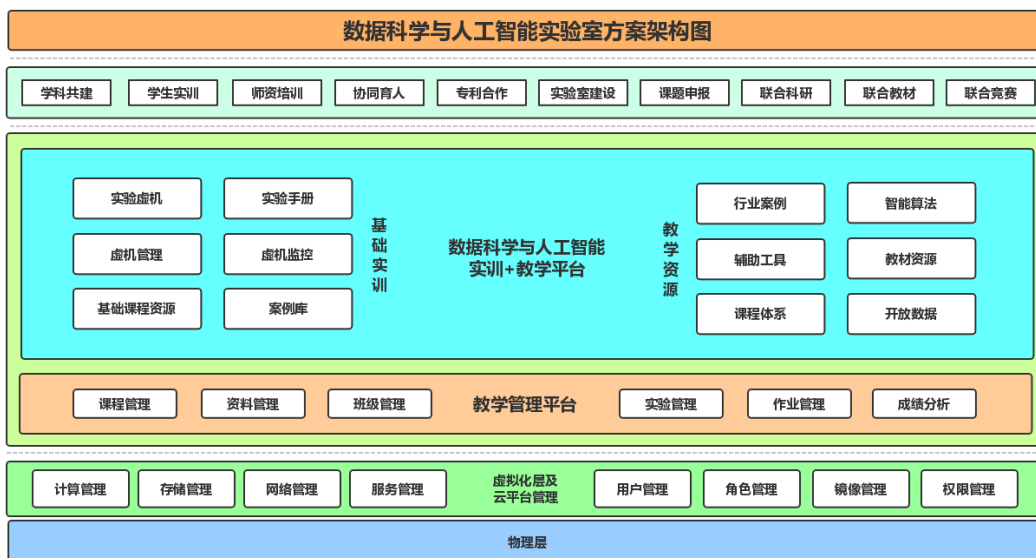 数据科学与人工智能实验室方案架构图
学科共建
学生实训
师资培训
协同育人
专利合作
实验室建设
课题申报
联合科研
联合教材
联合竞赛
实验虚机
实验手册
虚机管理
虚机监控
基础课程资源
案例库
基础实训
数据科学与人工智能
实训+教学平台
教学资源
行业案例
智能算法
辅助工具
教材资源
课程体系
开放数据
课程管理
资料管理
班级管理
教学管理平台
实验管理
作业管理
成绩分析
计算管理
存储管理
网络管理
服务管理
虚拟化层及
云平台管理
用户管理
角色管理
镜像管理
权限管理
物理层